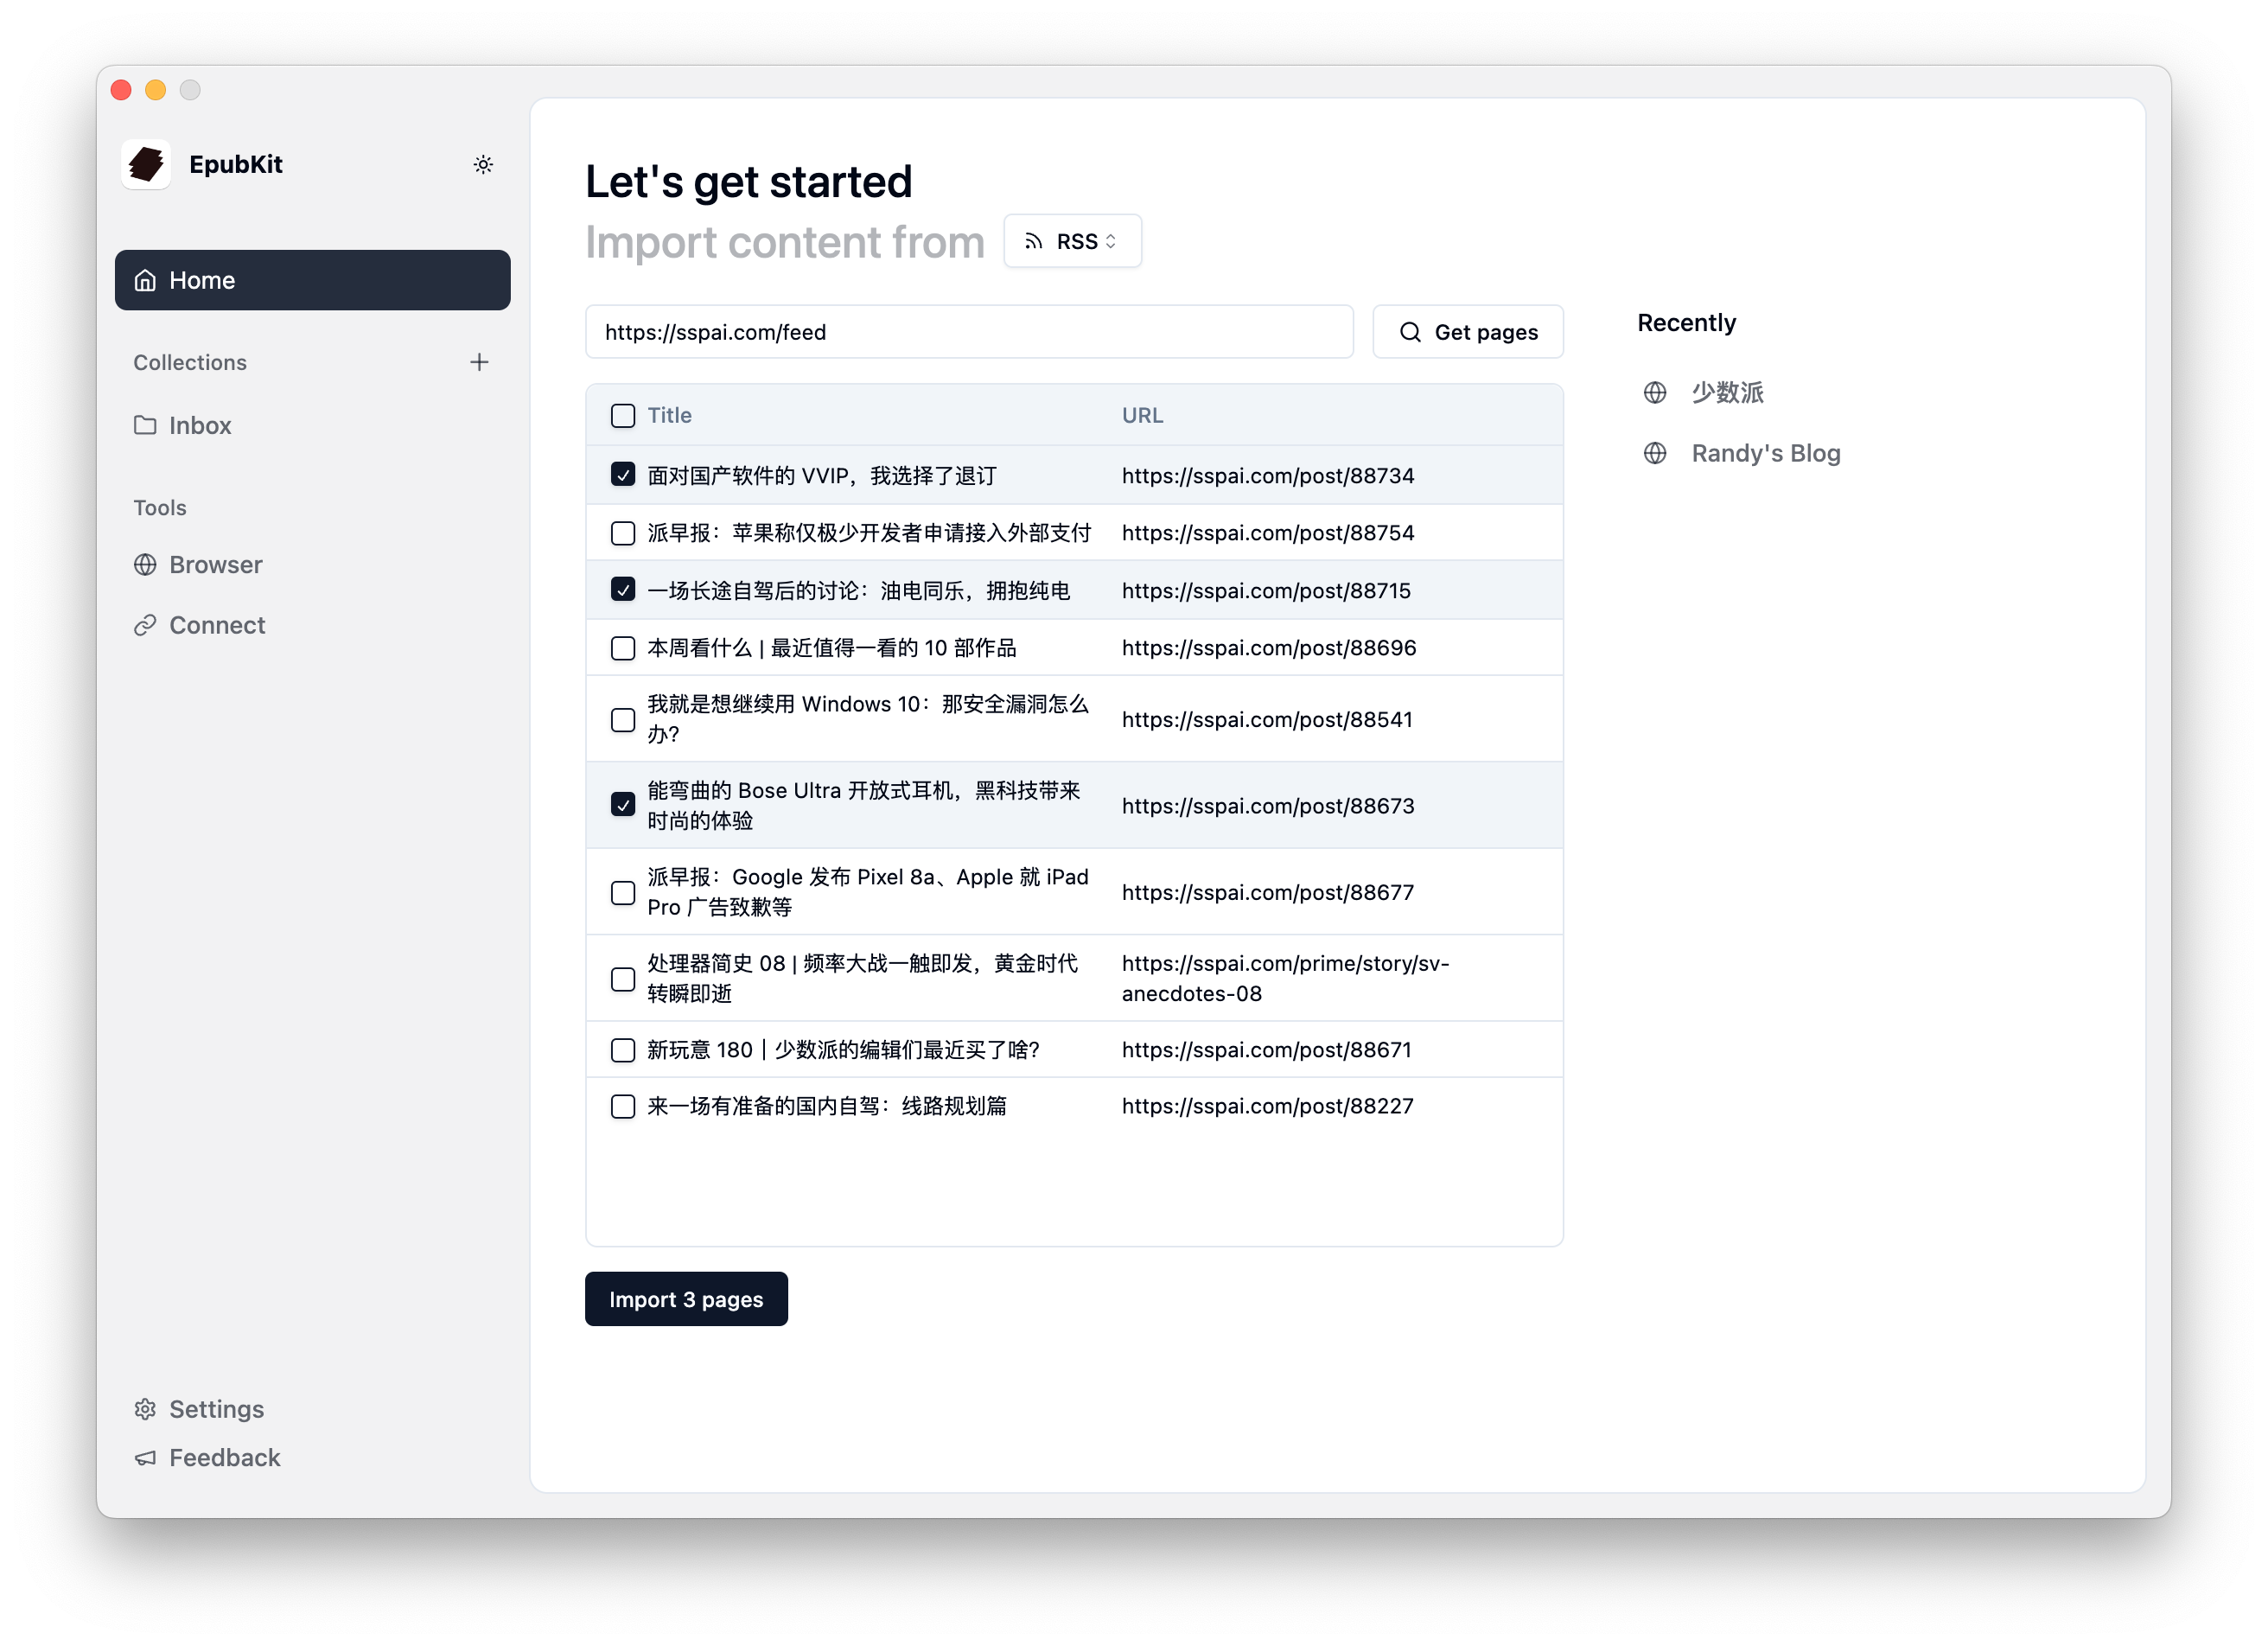 EpubKit
Home
Collections
Inbox
Tools
Browser
Connect
Settings
Feedback
Let's get started
Import content from
RSS
https://sspai.com/feed
Get pages
Title URL
面对国产软件的 VVIP，我选择了退订 https://sspai.com/post/88734
派早报：苹果称仅极少开发者申请接入外部支付 https://sspai.com/post/88754
一场长途自驾后的讨论：油电同乐，拥抱纯电 https://sspai.com/post/88715
本周看什么 | 最近值得一看的 10 部作品 https://sspai.com/post/88696
我就是想继续用 Windows 10：那安全漏洞怎么
办？
https://sspai.com/post/88541
能弯曲的 Bose Ultra 开放式耳机，黑科技带来
时尚的体验
https://sspai.com/post/88673
派早报：Google 发布 Pixel 8a、Apple 就 iPad
Pro 广告致歉等
https://sspai.com/post/88677
处理器简史 08 | 频率大战一触即发，黄金时代
转瞬即逝
https://sspai.com/prime/story/sv-
anecdotes-08
新玩意 180｜少数派的编辑们最近买了啥？ https://sspai.com/post/88671
来一场有准备的国内自驾：线路规划篇 https://sspai.com/post/88227
Import 3 pages
Recently
少数派
Randy's Blog